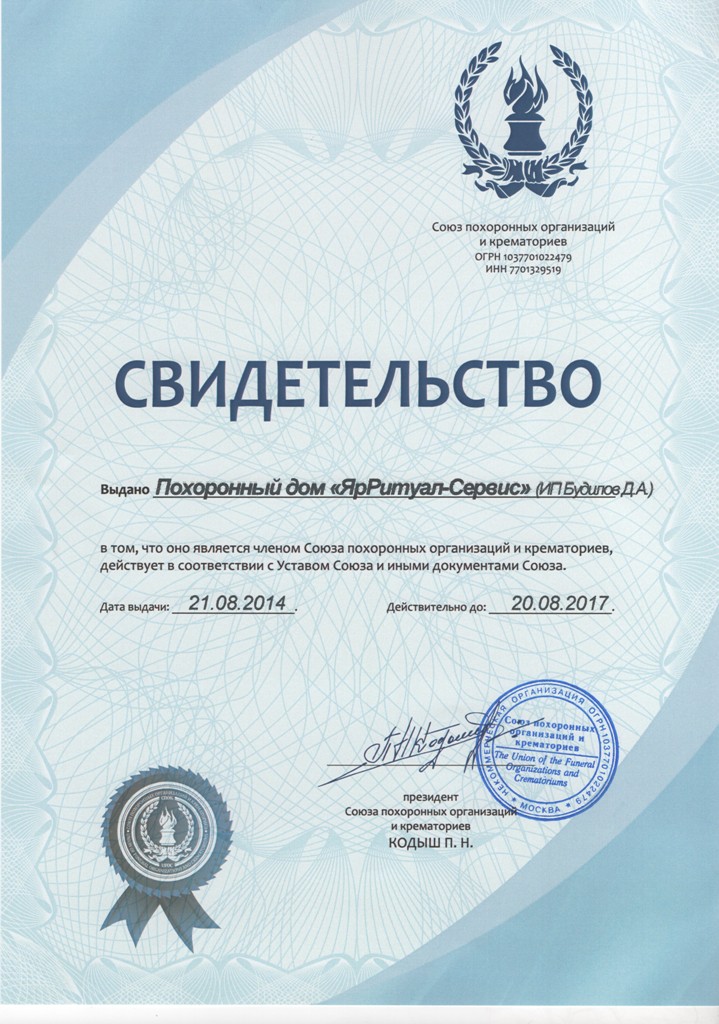 Союз похоронных организаций
и крематориев
ОГРН 1037701022479
ИНН 7701329519
СВИДЕТЕЛЬСТВО
Выдано Похоронный дом «ЯрРитуал-Сервис» (ИП Будилов Д.А.)
в том, что оно является членом Союза похоронных организаций и крематориев,
действует в соответствии с Уставом Союза и иными документами Союза.
Дата выдачи: 21.08.2014. Действительно до: 20.08.2017.
НЕКОММЕРЧЕСКАЯ ОРГАНИЗАЦИЯ ОГРН1037701022479
* МОСКВА *
Союз похоронных
организаций и
крематориев
The Union of the Funeral
Organizations and
Crematoriums
президент
Союза похоронных организаций
и крематориев
КОДЫШ П. Н.